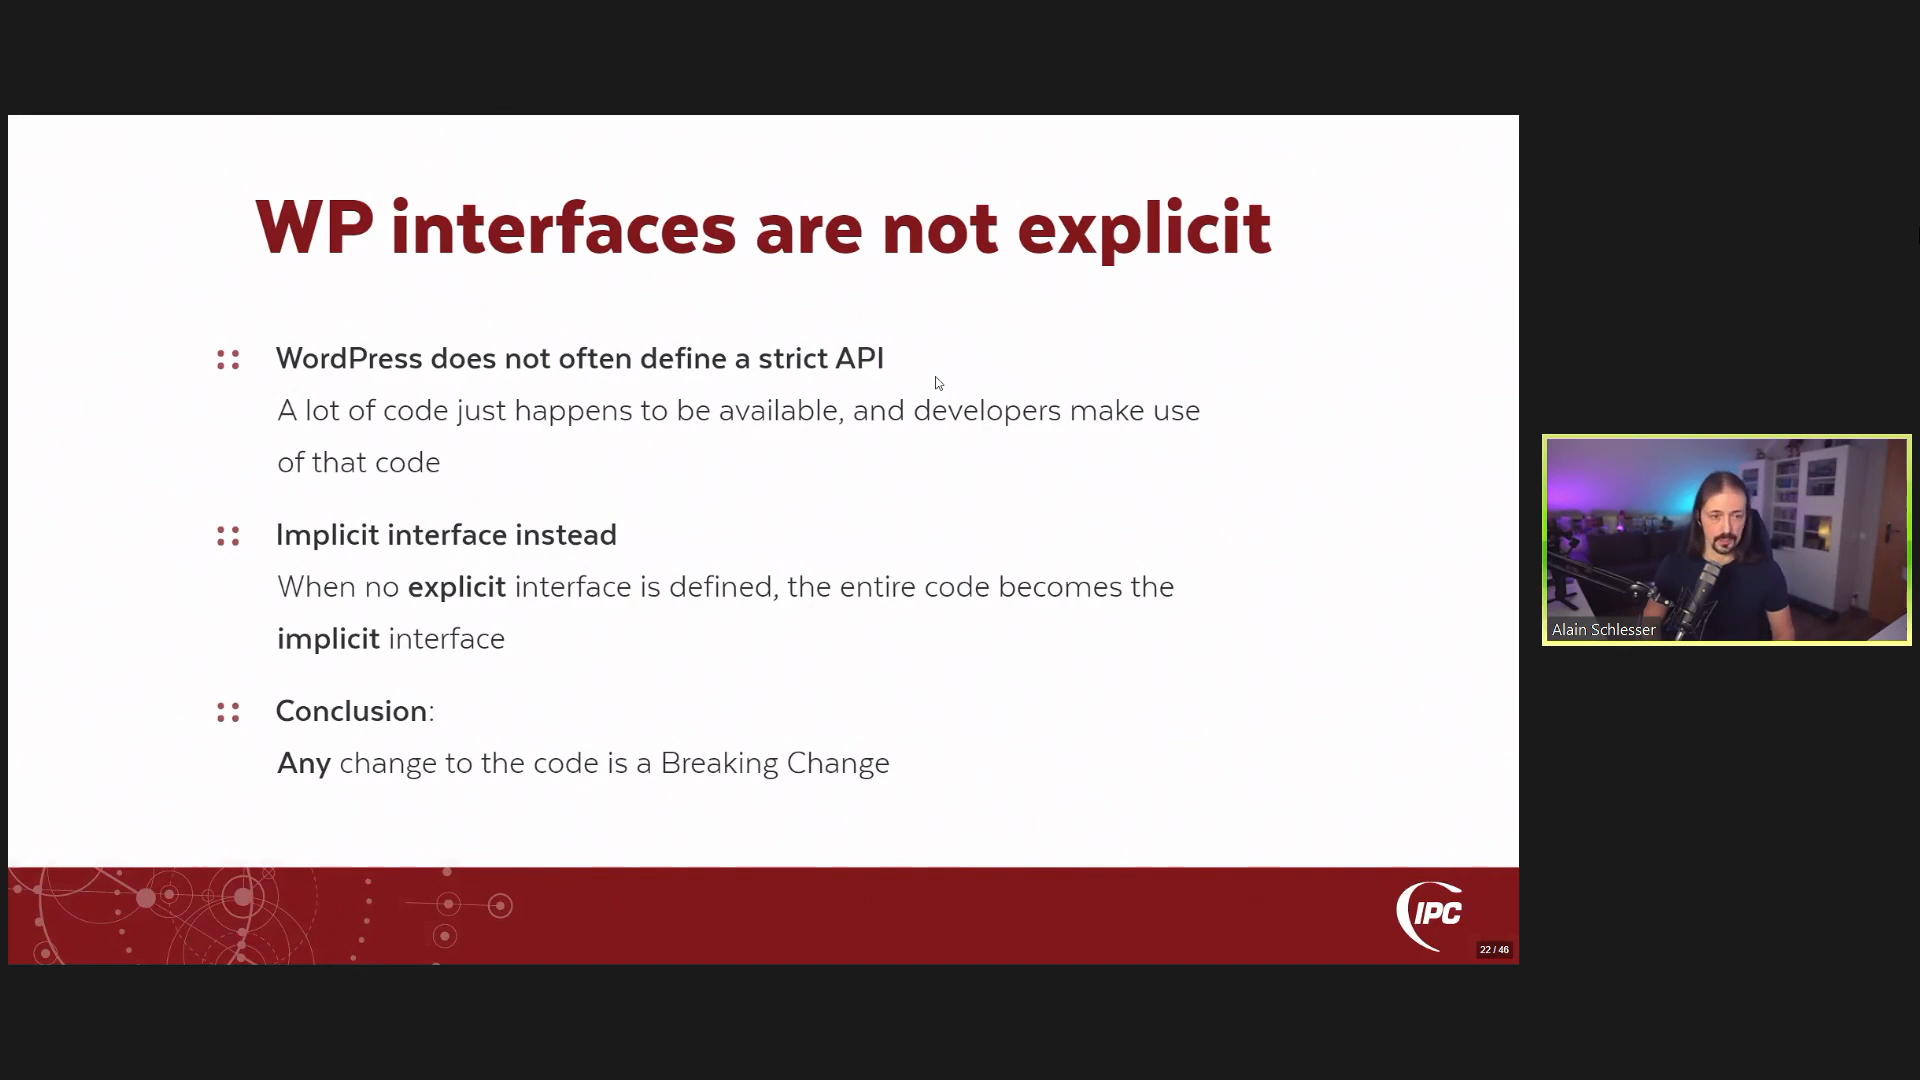 WP interfaces are not explicit
WordPress does not often define a strict API
A lot of code just happens to be available, and developers make use
of that code
Implicit interface instead
When no explicit interface is defined, the entire code becomes the
implicit interface
Conclusion:
Any change to the code is a Breaking Change
IPC
22 / 46
Alain Schlesser